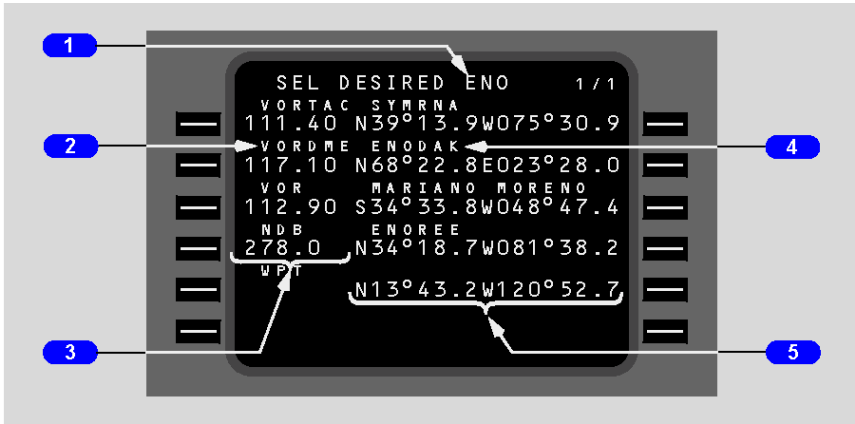 1
SEL DESIRED ENO 1/1
VORTAC SYMRNA
111.40 N39°13.9W075°30.9
2
VORDME ENODAK
4
117.10 N68°22.8E023°28.0
VOR MARIANO MORENO
112.90 S34°33.8W048°47.4
NDB ENOREE
278.0 N34°18.7W081°38.2
WPT
N13°43.2W120°52.7
3
5